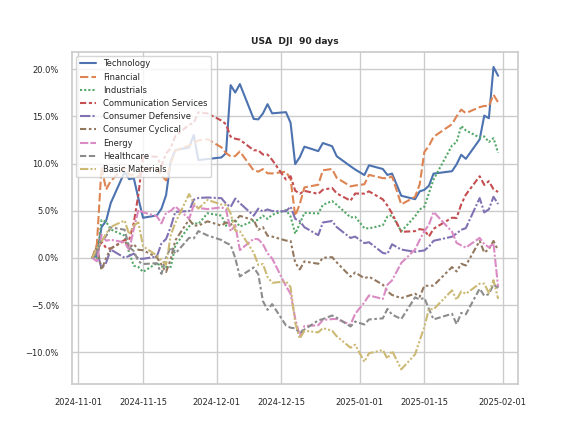 USA DJI 90 days
Technology
Financial
Industrials
Communication Services
Consumer Defensive
Consumer Cyclical
Energy
Healthcare
Basic Materials
20.0%
15.0%
10.0%
5.0%
0.0%
−5.0%
−10.0%
2024-11-01 2024-11-15 2024-12-01 2024-12-15 2025-01-01 2025-01-15 2025-02-01